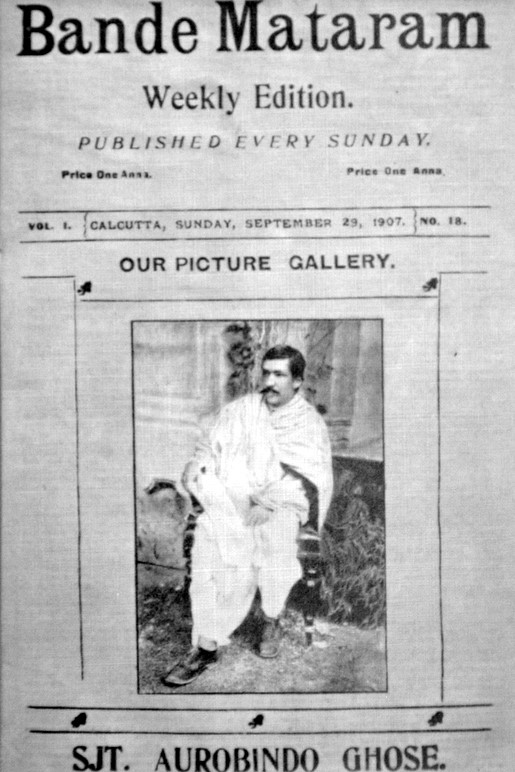 Bande Mataram
Weekly Edition.
PUBLISHED EVERY SUNDAY.
Price One Anna. Price One Anna.
VOL. I. CALCUTTA, SUNDAY, SEPTEMBER 29, 1907. NO. 18.
OUR PICTURE GALLERY.
SJT. AUROBINDO GHOSE.